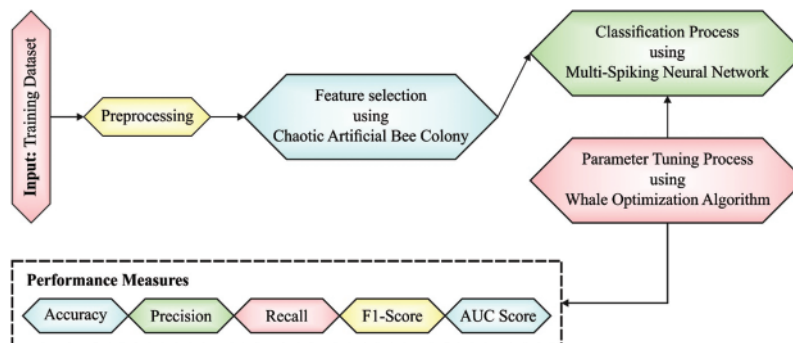 Input: Training Dataset
Preprocessing
Feature selection
using
Chaotic Artificial Bee Colony
Classification Process
using
Multi-Spiking Neural Network
Parameter Tuning Process
using
Whale Optimization Algorithm
Performance Measures
Accuracy
Precision
Recall
F1-Score
AUC Score